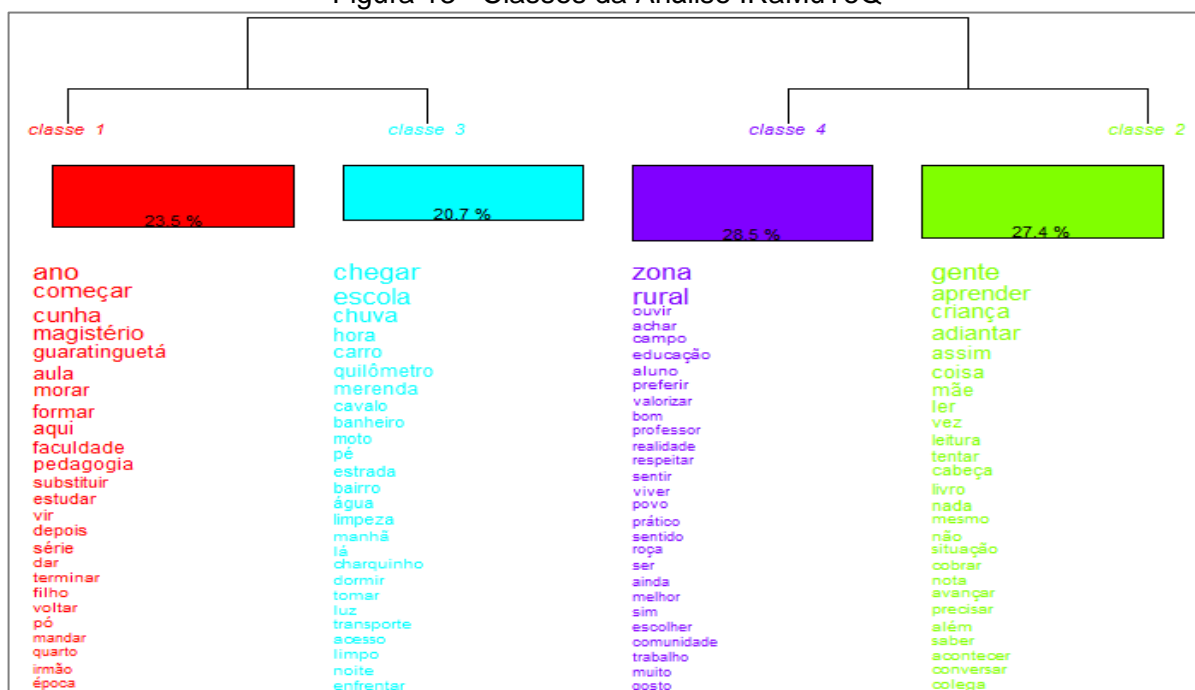 Figura - Classes da Análise IRaMuTeQ
classe 1
classe 3
classe 4
classe 2
23.5 %
20.7 %
28.5 %
27.4 %
ano
começar
cunha
magistério
guaratinguetá
aula
morar
formar
aqui
faculdade
pedagogia
substituir
estudar
vir
depois
série
dar
terminar
filho
voltar
pó
mandar
quarto
irmão
época
chegar
escola
chuva
hora
carro
quilômetro
merenda
cavalo
banheiro
moto
pé
estrada
bairro
água
limpeza
manhã
lá
charquinho
dormir
tomar
luz
transporte
acesso
limpo
noite
enfrentar
zona
rural
ouvir
achar
campo
educação
aluno
preferir
valorizar
bom
professor
realidade
respeitar
sentir
viver
povo
prático
sentido
roça
ser
ainda
melhor
sim
escolher
comunidade
trabalho
muito
gosto
gente
aprender
criança
adiantar
assim
coisa
mãe
ler
vez
leitura
tentar
cabeça
livro
nada
mesmo
não
situação
cobrar
nota
avançar
precisar
além
saber
acontecer
conversar
colega